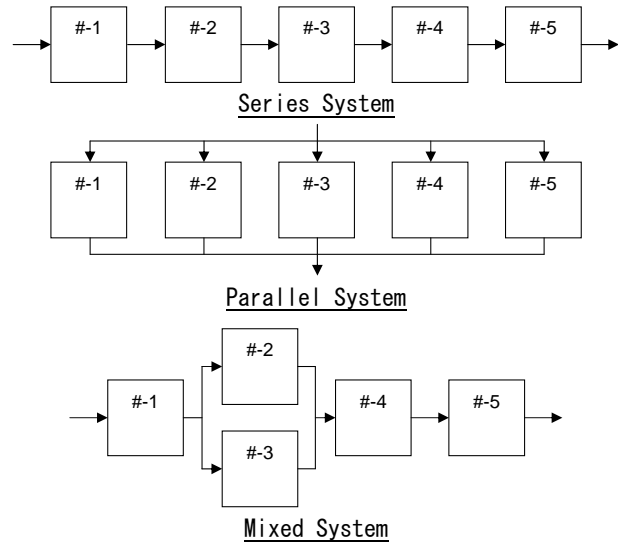 #-1 #-2 #-3 #-4 #-5
Series System
#-1 #-2 #-3 #-4 #-5
Parallel System
#-2
#-1 #-4 #-5
#-3
Mixed System